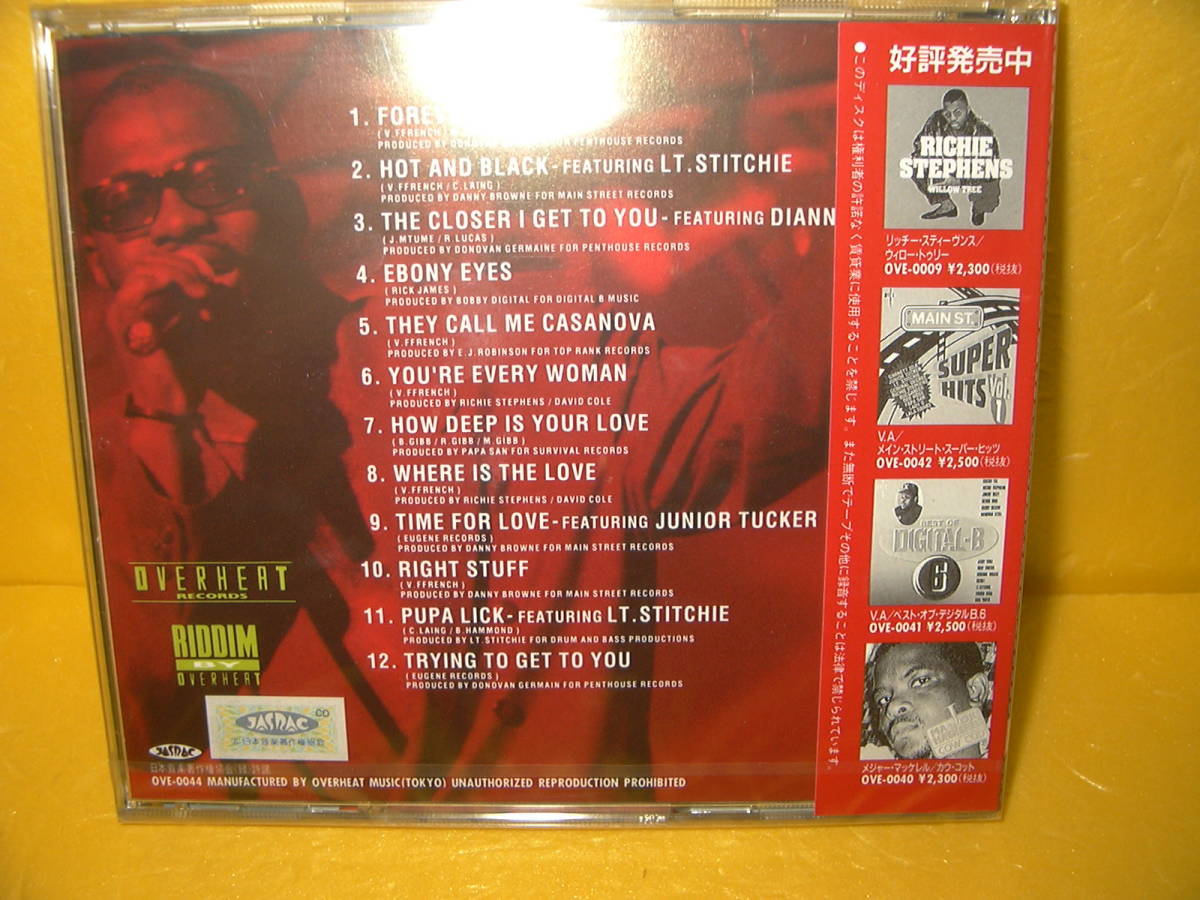 1. FOREV
( V.FFRENCH )
PRODUCED BY DONOVAN FOR PENTHOUSE RECORDS
2. HOT AND BLACK - FEATURING LT. STITCHIE
( V.FFRENCH / C.LAING )
PRODUCED BY DANNY BROWNE FOR MAIN STREET RECORDS
3. THE CLOSER I GET TO YOU - FEATURING DIANN
( J.MTUME / R.LUCAS )
PRODUCED BY DONOVAN GERMAINE FOR PENTHOUSE RECORDS
4. EBONY EYES
( RICK JAMES )
PRODUCED BY BOBBY DIGITAL FOR DIGITAL B MUSIC
5. THEY CALL ME CASANOVA
( V.FFRENCH )
PRODUCED BY E.J.ROBINSON FOR TOP RANK RECORDS
6. YOU'RE EVERY WOMAN
( V.FFRENCH )
PRODUCED BY RICHIE STEPHENS / DAVID COLE
7. HOW DEEP IS YOUR LOVE
( B.GIBB / R.GIBB / M.GIBB )
PRODUCED BY PAPA SAN FOR SURVIVAL RECORDS
8. WHERE IS THE LOVE
( V.FFRENCH )
PRODUCED BY RICHIE STEPHENS / DAVID COLE
9. TIME FOR LOVE - FEATURING JUNIOR TUCKER
( EUGENE RECORDS )
PRODUCED BY DANNY BROWNE FOR MAIN STREET RECORDS
10. RIGHT STUFF
( V.FFRENCH )
PRODUCED BY DANNY BROWNE FOR MAIN STREET RECORDS
11. PUPA LICK - FEATURING LT. STITCHIE
( C.LAING / B.HAMMOND )
PRODUCED BY LT.STITCHIE FOR DRUM AND BASS PRODUCTIONS
12. TRYING TO GET TO YOU
( EUGENE RECORDS )
PRODUCED BY DONOVAN GERMAIN FOR PENTHOUSE RECORDS
OVERHEAT
RECORDS
RIDDIM
BY
OVERHEAT
JASRAC
CD
JASRAC
OVE-0044 MANUFACTURED BY OVERHEAT MUSIC(TOKYO) UNAUTHORIZED REPRODUCTION PROHIBITED
●このディスクは権利者の許諾なく賃貸業に使用することを禁じます。また無断でテープその他に録音することは法律で禁じられています。
好評発売中
RICHIE
STEPHENS
WILLOW TREE
リッチー・スティーヴンス/
ウィロー・トゥリー
OVE-0009 ¥2,300(税抜)
MAIN ST.
SUPER
HITS
Vol. 1
V.A/
メイン・ストリート・スーパー・ヒッツ
OVE-0042 ¥2,500(税抜)
BEST OF
DIGITAL-B
6
V.A/ベスト・オブ・デジタルB.6
OVE-0041 ¥2,500(税抜)
メジャー・マッケレル/カウ・コット
OVE-0040 ¥2,300(税抜)